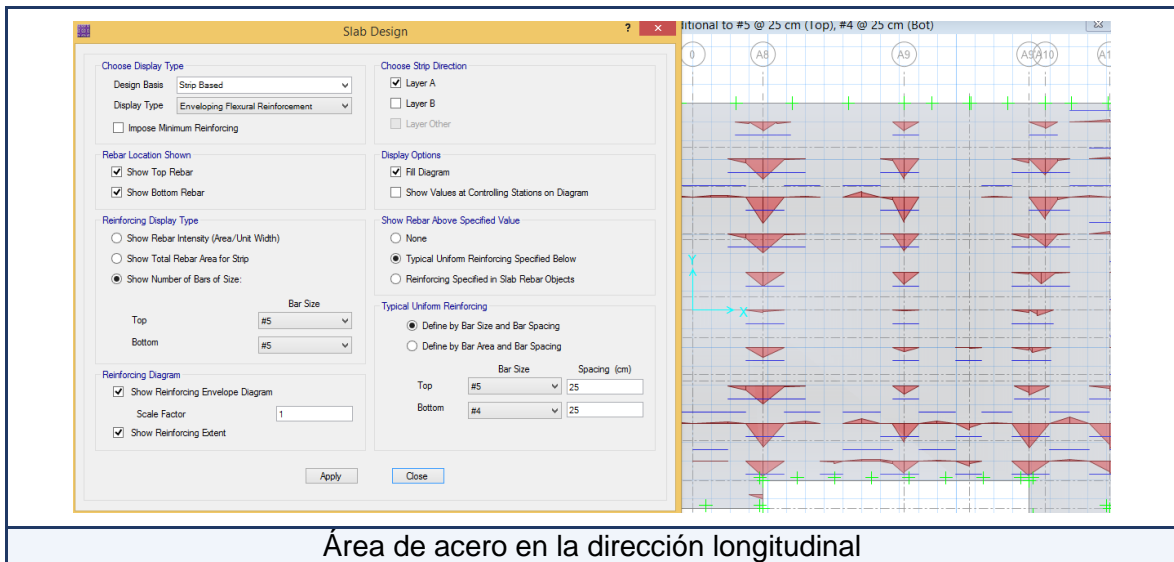 Slab Design
?
×
ditional to #5 @ 25 cm (Top), #4 @ 25 cm (Bot)
Choose Display Type
Design Basis Strip Based
Display Type Enveloping Flexural Reinforcement
Impose Minimum Reinforcing
Rebar Location Shown
Show Top Rebar
Show Bottom Rebar
Reinforcing Display Type
Show Rebar Intensity (Area/Unit Width)
Show Total Rebar Area for Strip
Show Number of Bars of Size:
Bar Size
Top #5
Bottom #5
Reinforcing Diagram
Show Reinforcing Envelope Diagram
Scale Factor 1
Show Reinforcing Extent
Choose Strip Direction
Layer A
Layer B
Layer Other
Display Options
Fill Diagram
Show Values at Controlling Stations on Diagram
Show Rebar Above Specified Value
None
Typical Uniform Reinforcing Specified Below
Reinforcing Specified in Slab Rebar Objects
Typical Uniform Reinforcing
Define by Bar Size and Bar Spacing
Define by Bar Area and Bar Spacing
Bar Size Spacing (cm)
Top #5 25
Bottom #4 25
Apply Close
0 A8 A9 A9' A10 A1
Y
X
Área de acero en la dirección longitudinal